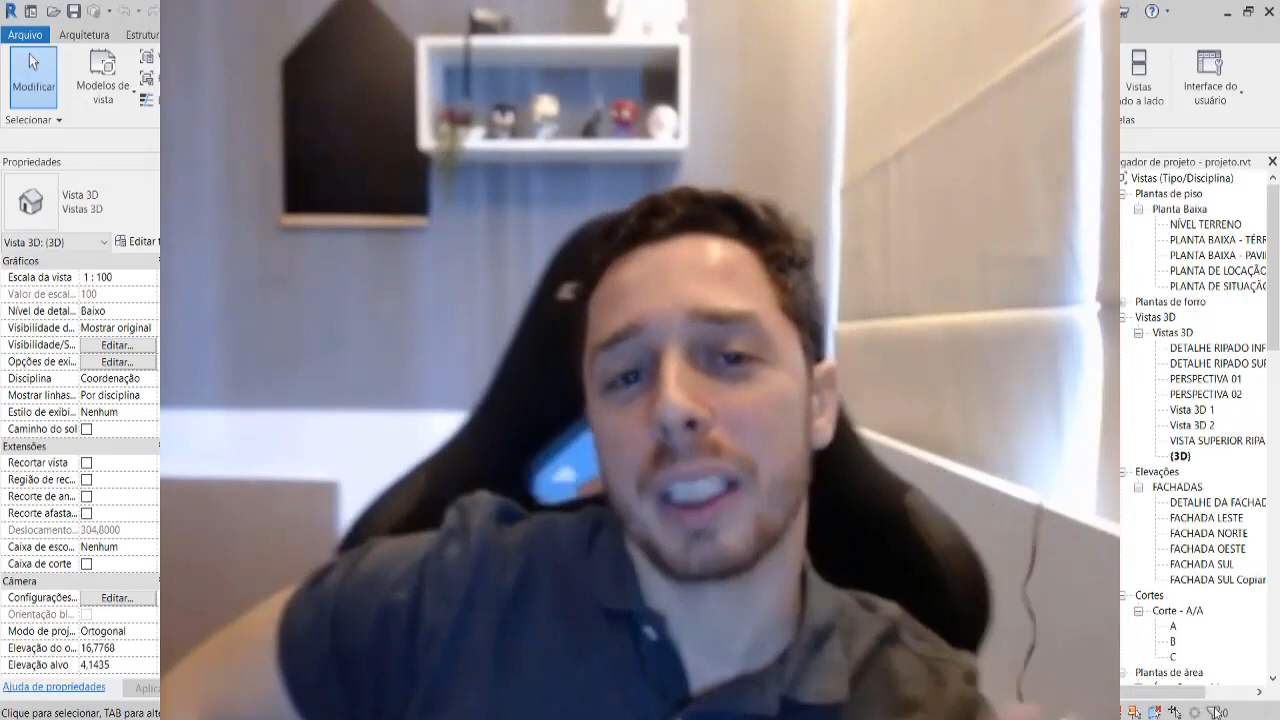 Arquivo Arquitetura Estrutur
Modificar
Modelos de vista
Selecionar
Vistas
do a lado
Interface do usuário
elas
Propriedades
Vista 3D
Vistas 3D
Vista 3D: {3D}
Editar t
Gráficos
Escala da vista 1 : 100
Valor de escal... 100
Nível de detal... Baixo
Visibilidade d... Mostrar original
Visibilidade/S... Editar...
Opções de exi... Editar...
Disciplina Coordenação
Mostrar linhas... Por disciplina
Estilo de exibi... Nenhum
Caminho do sol
Extensões
Recortar vista
Região de rec...
Recorte de an...
Recorte afasta...
Deslocamento... 304,8000
Caixa de esco... Nenhum
Caixa de corte
Câmera
Configurações... Editar...
Orientação bl...
Modo de proj... Ortogonal
Elevação do o... 16,7768
Elevação alvo 4,1435
Ajuda de propriedades Aplica
Clique para selecionar, TAB para alte
gador de projeto - projeto.rvt
Vistas (Tipo/Disciplina)
Plantas de piso
Planta Baixa
NÍVEL TERRENO
PLANTA BAIXA - TÉRR
PLANTA BAIXA - PAVI
PLANTA DE LOCAÇÃO
PLANTA DE SITUAÇÃO
Plantas de forro
Vistas 3D
Vistas 3D
DETALHE RIPADO INF
DETALHE RIPADO SUP
PERSPECTIVA 01
PERSPECTIVA 02
Vista 3D 1
Vista 3D 2
VISTA SUPERIOR RIPA
{3D}
Elevações
FACHADAS
DETALHE DA FACHAD
FACHADA LESTE
FACHADA NORTE
FACHADA OESTE
FACHADA SUL
FACHADA SUL Copiar
Cortes
Corte - A/A
A
B
C
Plantas de área
:0